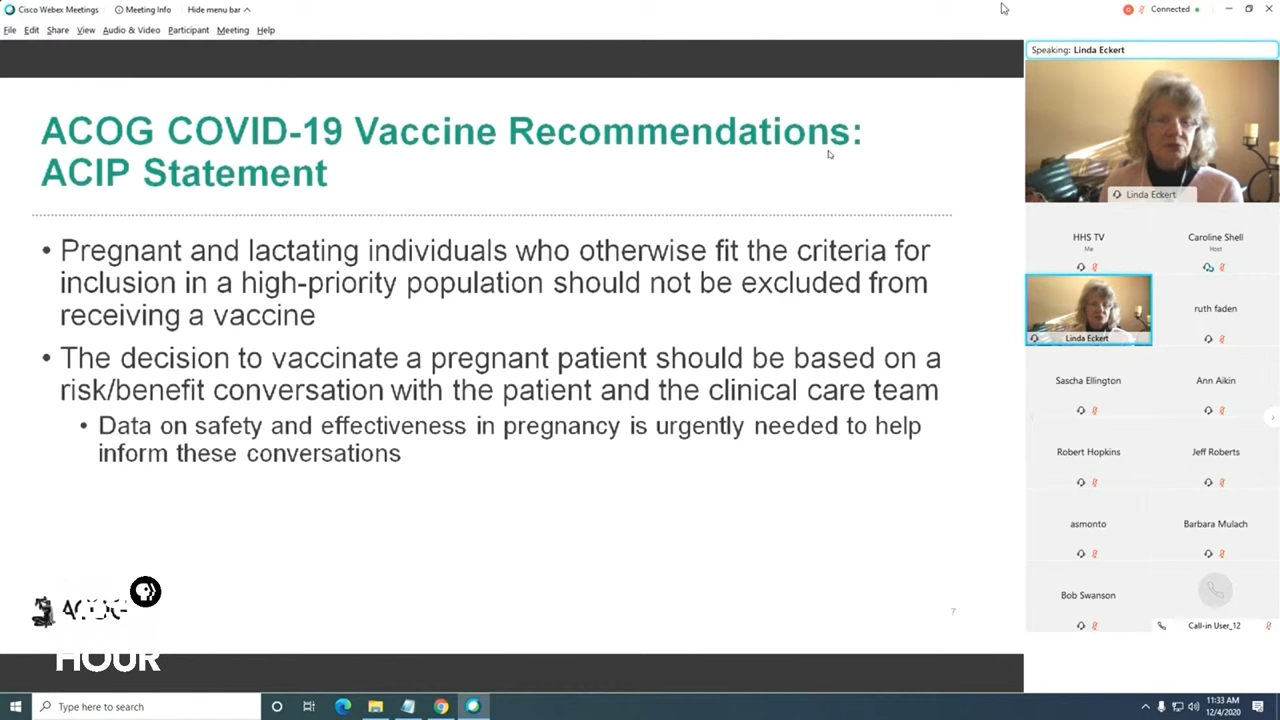 Cisco Webex Meetings
Meeting Info
Hide menu bar
Connected
File Edit Share View Audio & Video Participant Meeting Help
Speaking: Linda Eckert
ACOG COVID-19 Vaccine Recommendations:
ACIP Statement
• Pregnant and lactating individuals who otherwise fit the criteria for
inclusion in a high-priority population should not be excluded from
receiving a vaccine
• The decision to vaccinate a pregnant patient should be based on a
risk/benefit conversation with the patient and the clinical care team
• Data on safety and effectiveness in pregnancy is urgently needed to help
inform these conversations
ACOG
HOUR
7
Linda Eckert
HHS TV
Me
Caroline Shell
Host
Linda Eckert
ruth faden
Sascha Ellington
Ann Aikin
Robert Hopkins
Jeff Roberts
asmonto
Barbara Mulach
Bob Swanson
Call-in User_12
Type here to search
11:33 AM
12/4/2020